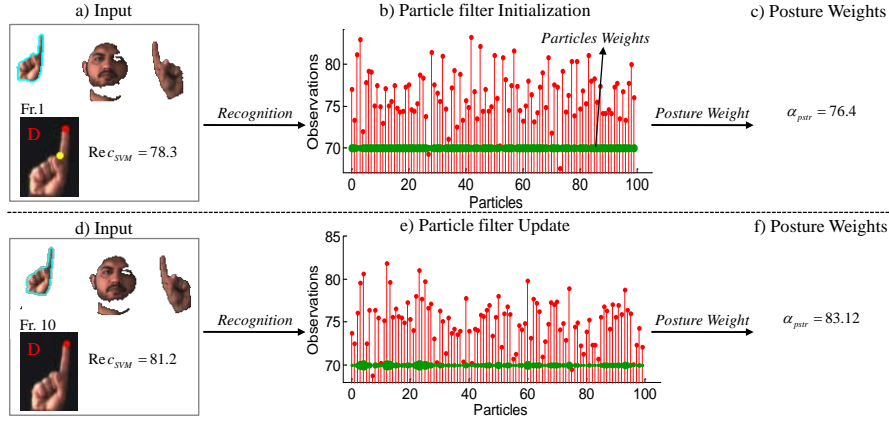 a) Input
b) Particle filter Initialization
c) Posture Weights
Fr.1
D
Rec_SVM = 78.3
Recognition
Observations
80
70
Particles Weights
0 20 40 60 80 100
Particles
Posture Weight
α_pstr = 76.4
d) Input
e) Particle filter Update
f) Posture Weights
Fr. 10
D
Rec_SVM = 81.2
Recognition
Observations
85
80
75
70
0 20 40 60 80 100
Particles
Posture Weight
α_pstr = 83.12